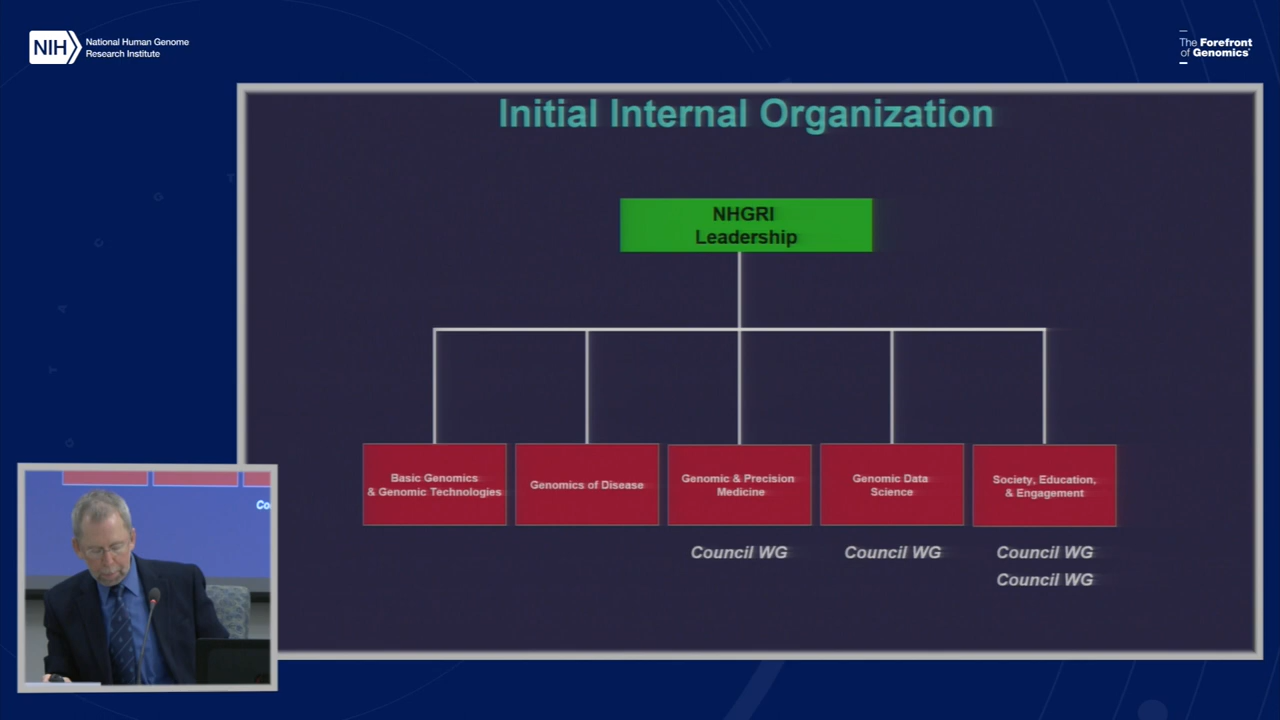 NIH
National Human Genome
Research Institute
The Forefront
of Genomics
Initial Internal Organization
NHGRI
Leadership
Basic Genomics
& Genomic Technologies
Genomics of Disease
Genomic & Precision
Medicine
Genomic Data
Science
Society, Education,
& Engagement
Council WG
Council WG
Council WG
Council WG
Co